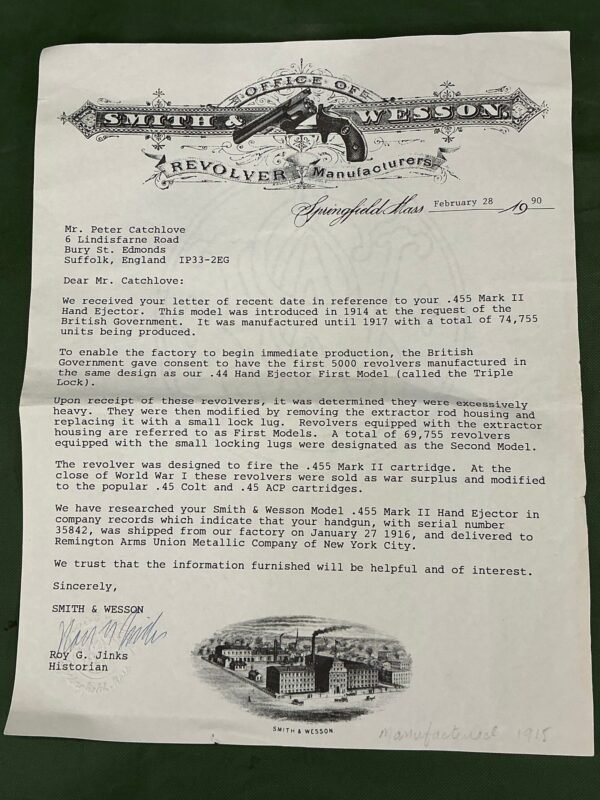 OFFICE OF
SMITH & WESSON,
REVOLVER Manufacturers
Springfield, Mass February 28 1990
Mr. Peter Catchlove
6 Lindisfarne Road
Bury St. Edmonds
Suffolk, England IP33-2EG
Dear Mr. Catchlove:
We received your letter of recent date in reference to your .455 Mark II
Hand Ejector. This model was introduced in 1914 at the request of the
British Government. It was manufactured until 1917 with a total of 74,755
units being produced.
To enable the factory to begin immediate production, the British
Government gave consent to have the first 5000 revolvers manufactured in
the same design as our .44 Hand Ejector First Model (called the Triple
Lock).
Upon receipt of these revolvers, it was determined they were excessively
heavy. They were then modified by removing the extractor rod housing and
replacing it with a small lock lug. Revolvers equipped with the extractor
housing are referred to as First Models. A total of 69,755 revolvers
equipped with the small locking lugs were designated as the Second Model.
The revolver was designed to fire the .455 Mark II cartridge. At the
close of World War I these revolvers were sold as war surplus and modified
to the popular .45 Colt and .45 ACP cartridges.
We have researched your Smith & Wesson Model .455 Mark II Hand Ejector in
company records which indicate that your handgun, with serial number
35842, was shipped from our factory on January 27 1916, and delivered to
Remington Arms Union Metallic Company of New York City.
We trust that the information furnished will be helpful and of interest.
Sincerely,
SMITH & WESSON
Roy G. Jinks
Roy G. Jinks
Historian
SMITH & WESSON.
Manufactured 1915